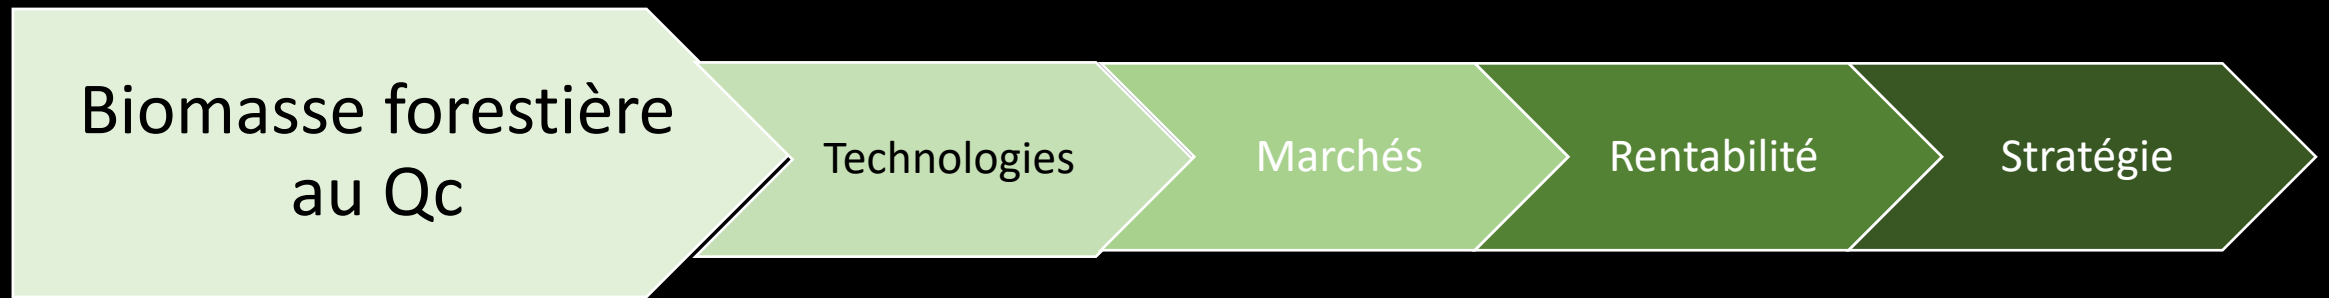 Biomasse forestière
au Qc
Technologies
Marchés
Rentabilité
Stratégie